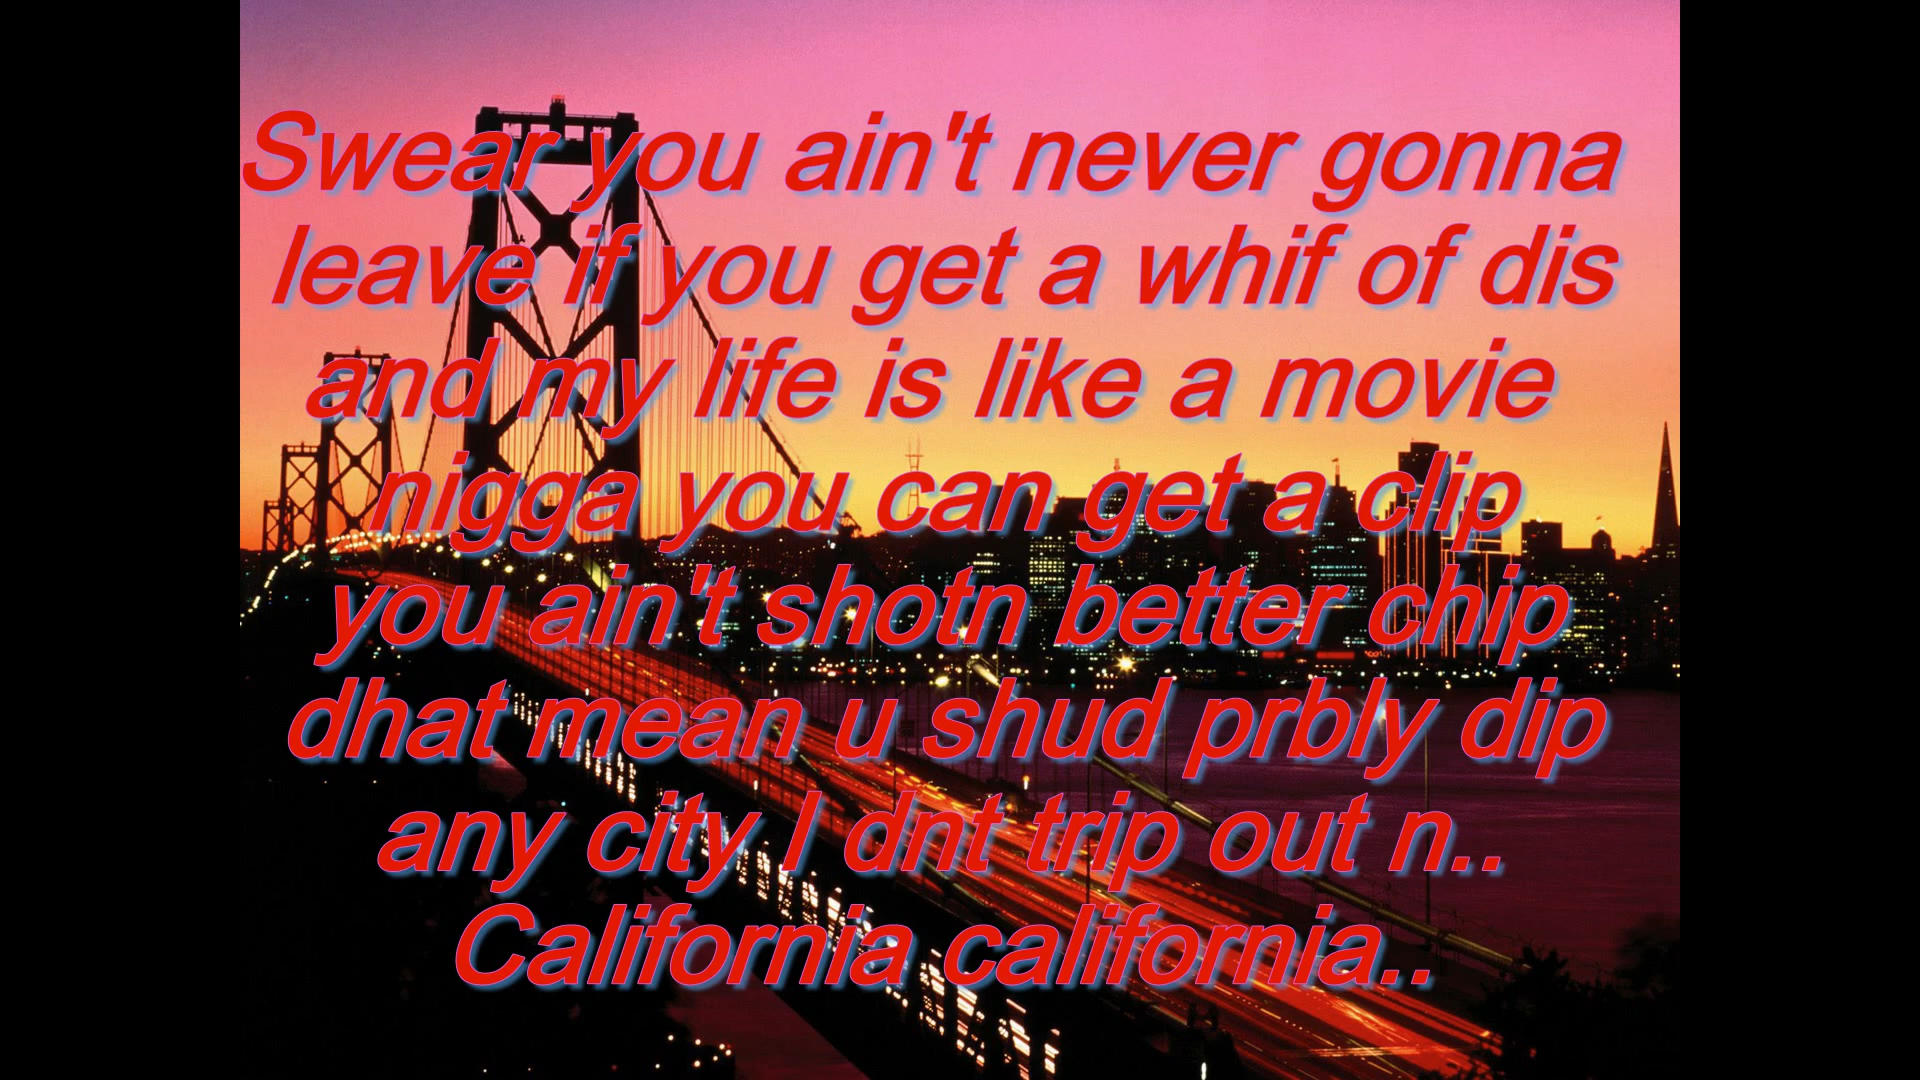 Swear you ain't never gonna
leave if you get a whif of dis
and my life is like a movie
nigga you can get a clip
you ain't shotn better chip
dhat mean u shud prbly dip
any city I dnt trip out n..
California california..